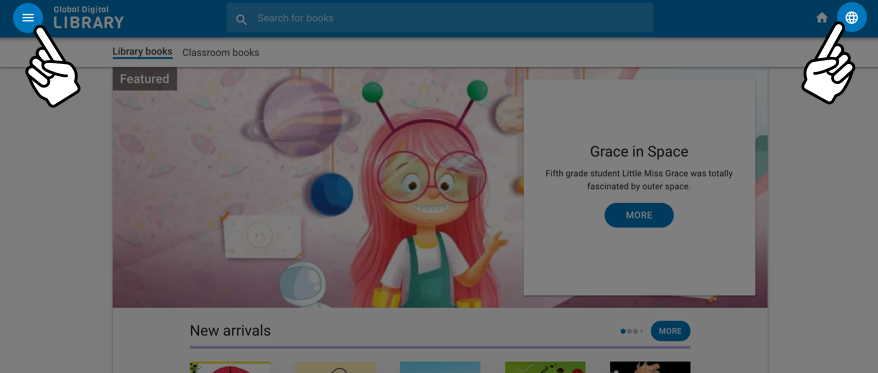 Global Digital
LIBRARY
Search for books
Library books
Classroom books
Featured
Grace in Space
Fifth grade student Little Miss Grace was totally
fascinated by outer space.
MORE
New arrivals
MORE